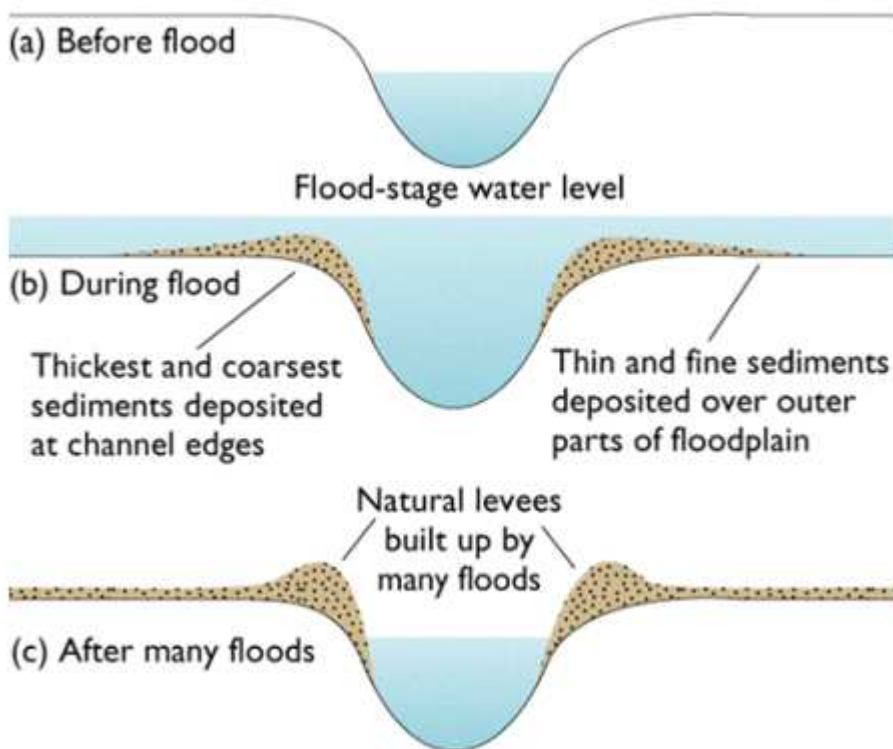 (a) Before flood
Flood-stage water level
(b) During flood
Thickest and coarsest
sediments deposited
at channel edges
Thin and fine sediments
deposited over outer
parts of floodplain
Natural levees
built up by
many floods
(c) After many floods